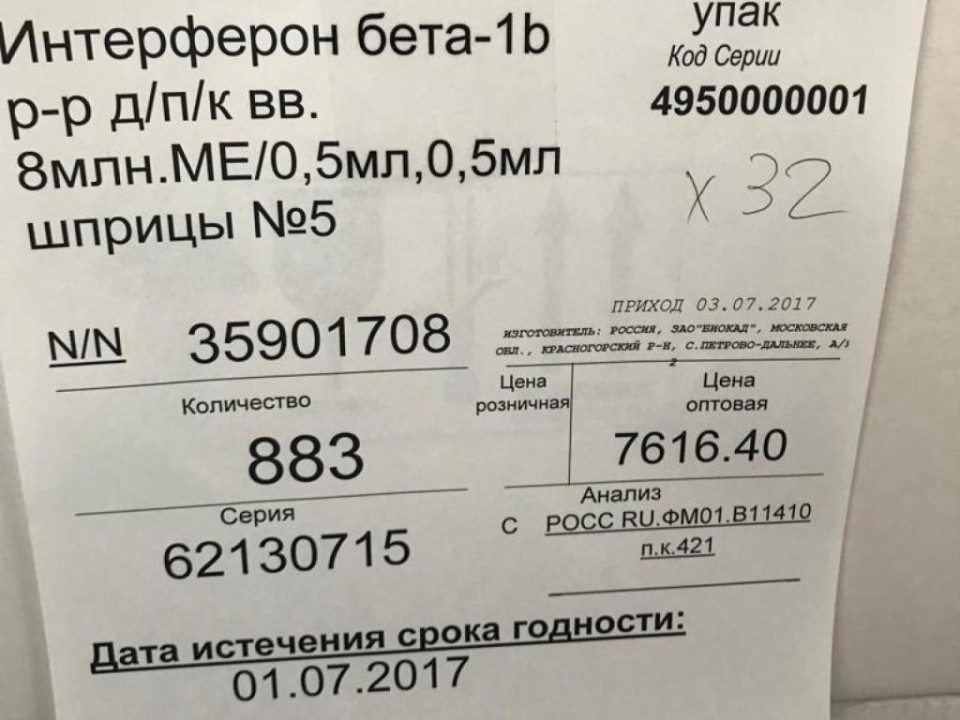 Интерферон бета-1b
р-р д/п/к вв.
8млн.МЕ/0,5мл,0,5мл
шприцы №5
упак
Код Серии
4950000001
х 32
N/N 35901708
Количество
883
Серия
62130715
ПРИХОД 03.07.2017
ИЗГОТОВИТЕЛЬ: РОССИЯ, ЗАО"БИОКАД", МОСКОВСКАЯ
ОБЛ., КРАСНОГОРСКИЙ Р-Н, С.ПЕТРОВО-ДАЛЬНЕЕ, А/Я
2
Цена
розничная
Цена
оптовая
7616.40
Анализ
С РОСС RU.ФМ01.В11410
п.к.421
Дата истечения срока годности:
01.07.2017